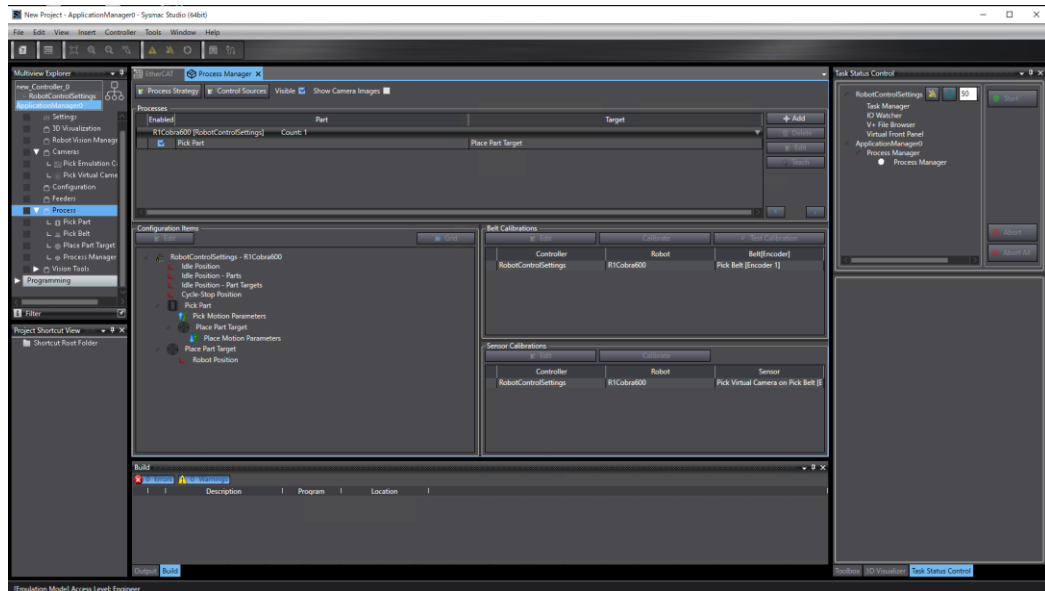 New Project - ApplicationManager0 - Sysmac Studio (64bit)
File Edit View Insert Controller Tools Window Help
Multiview Explorer
new_Controller_0
RobotControlSettings
ApplicationManager0
Settings
3D Visualization
Robot Vision Manage
Cameras
Pick Emulation C
Pick Virtual Came
Configuration
Feeders
Process
Pick Part
Pick Belt
Place Part Target
Process Manager
Vision Tools
Programming
Filter
Project Shortcut View
Shortcut Root Folder
EtherCAT Process Manager X
Process Strategy Control Sources Visible Show Camera Images
Processes
Enabled Part Target
R1Cobra600 [RobotControlSettings] Count: 1
Pick Part Place Part Target
+ Add
Delete
Edit
Teach
Configuration Items
Edit Grid
RobotControlSettings - R1Cobra600
Idle Position
Idle Position - Parts
Idle Position - Part Targets
Cycle-Stop Position
Pick Part
Pick Motion Parameters
Place Part Target
Place Motion Parameters
Place Part Target
Robot Position
Belt Calibrations
Edit Calibrate Test Calibration
Controller Robot Belt[Encoder]
RobotControlSettings R1Cobra600 Pick Belt [Encoder 1]
Sensor Calibrations
Edit Calibrate
Controller Robot Sensor
RobotControlSettings R1Cobra600 Pick Virtual Camera on Pick Belt [E
Build
0 Errors 0 Warnings
Description Program Location
Output Build
Task Status Control
RobotControlSettings 50
Task Manager
IO Watcher
V+ File Browser
Virtual Front Panel
ApplicationManager0
Process Manager
Process Manager
Start
Abort
Abort All
Toolbox 3D Visualizer Task Status Control
[Emulation Mode] Access Level: Engineer